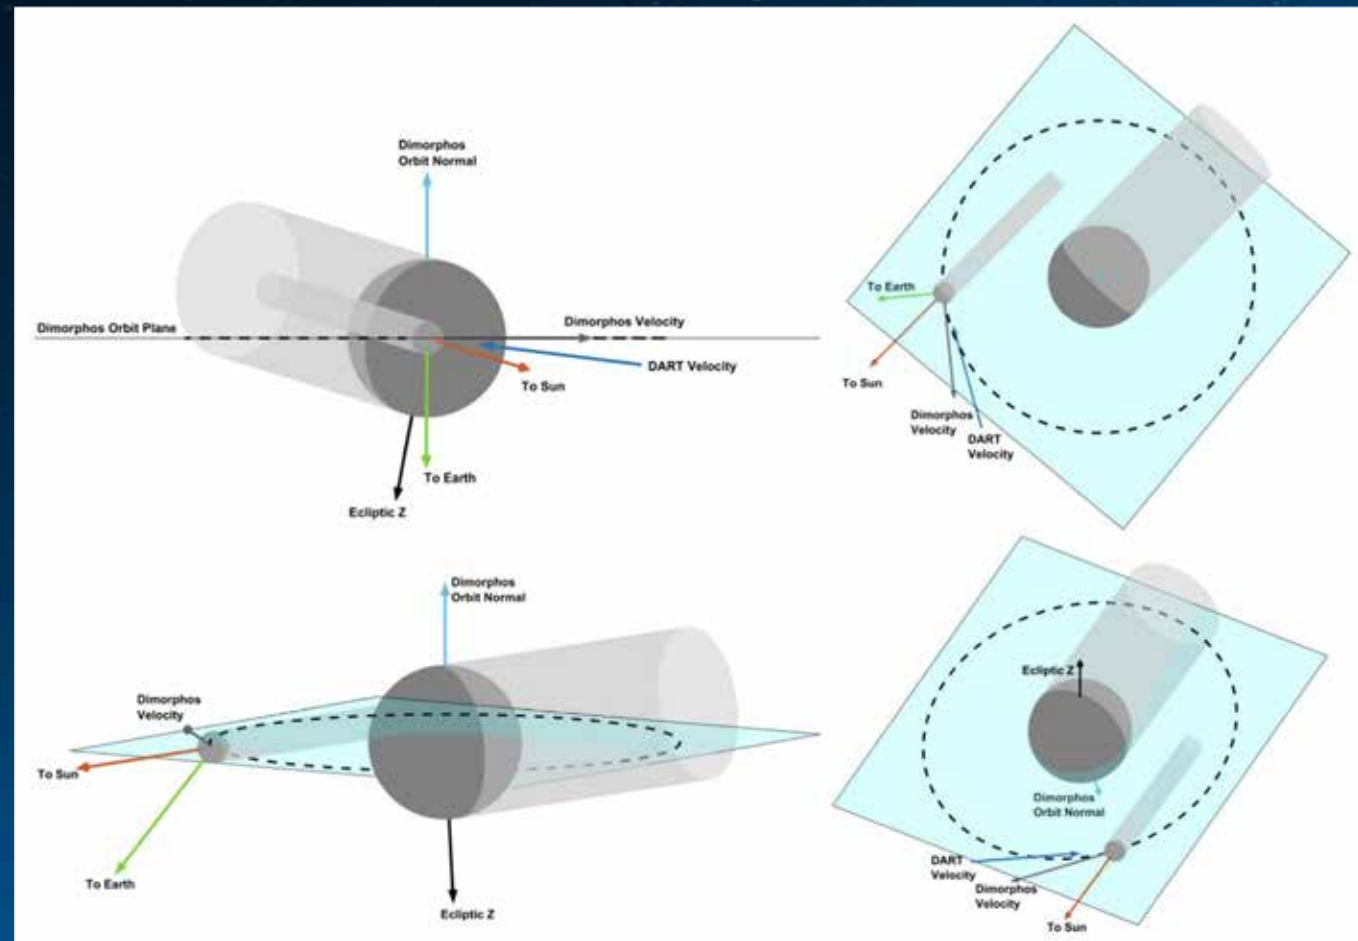 Dimorphos
Orbit Normal
Dimorphos Orbit Plane
Dimorphos Velocity
DART Velocity
To Sun
To Earth
Ecliptic Z
To Earth
To Sun
Dimorphos
Velocity
DART
Velocity
Dimorphos
Orbit Normal
Dimorphos
Velocity
To Sun
To Earth
Ecliptic Z
Ecliptic Z
Dimorphos
Orbit Normal
DART
Velocity
Dimorphos
Velocity
To Sun